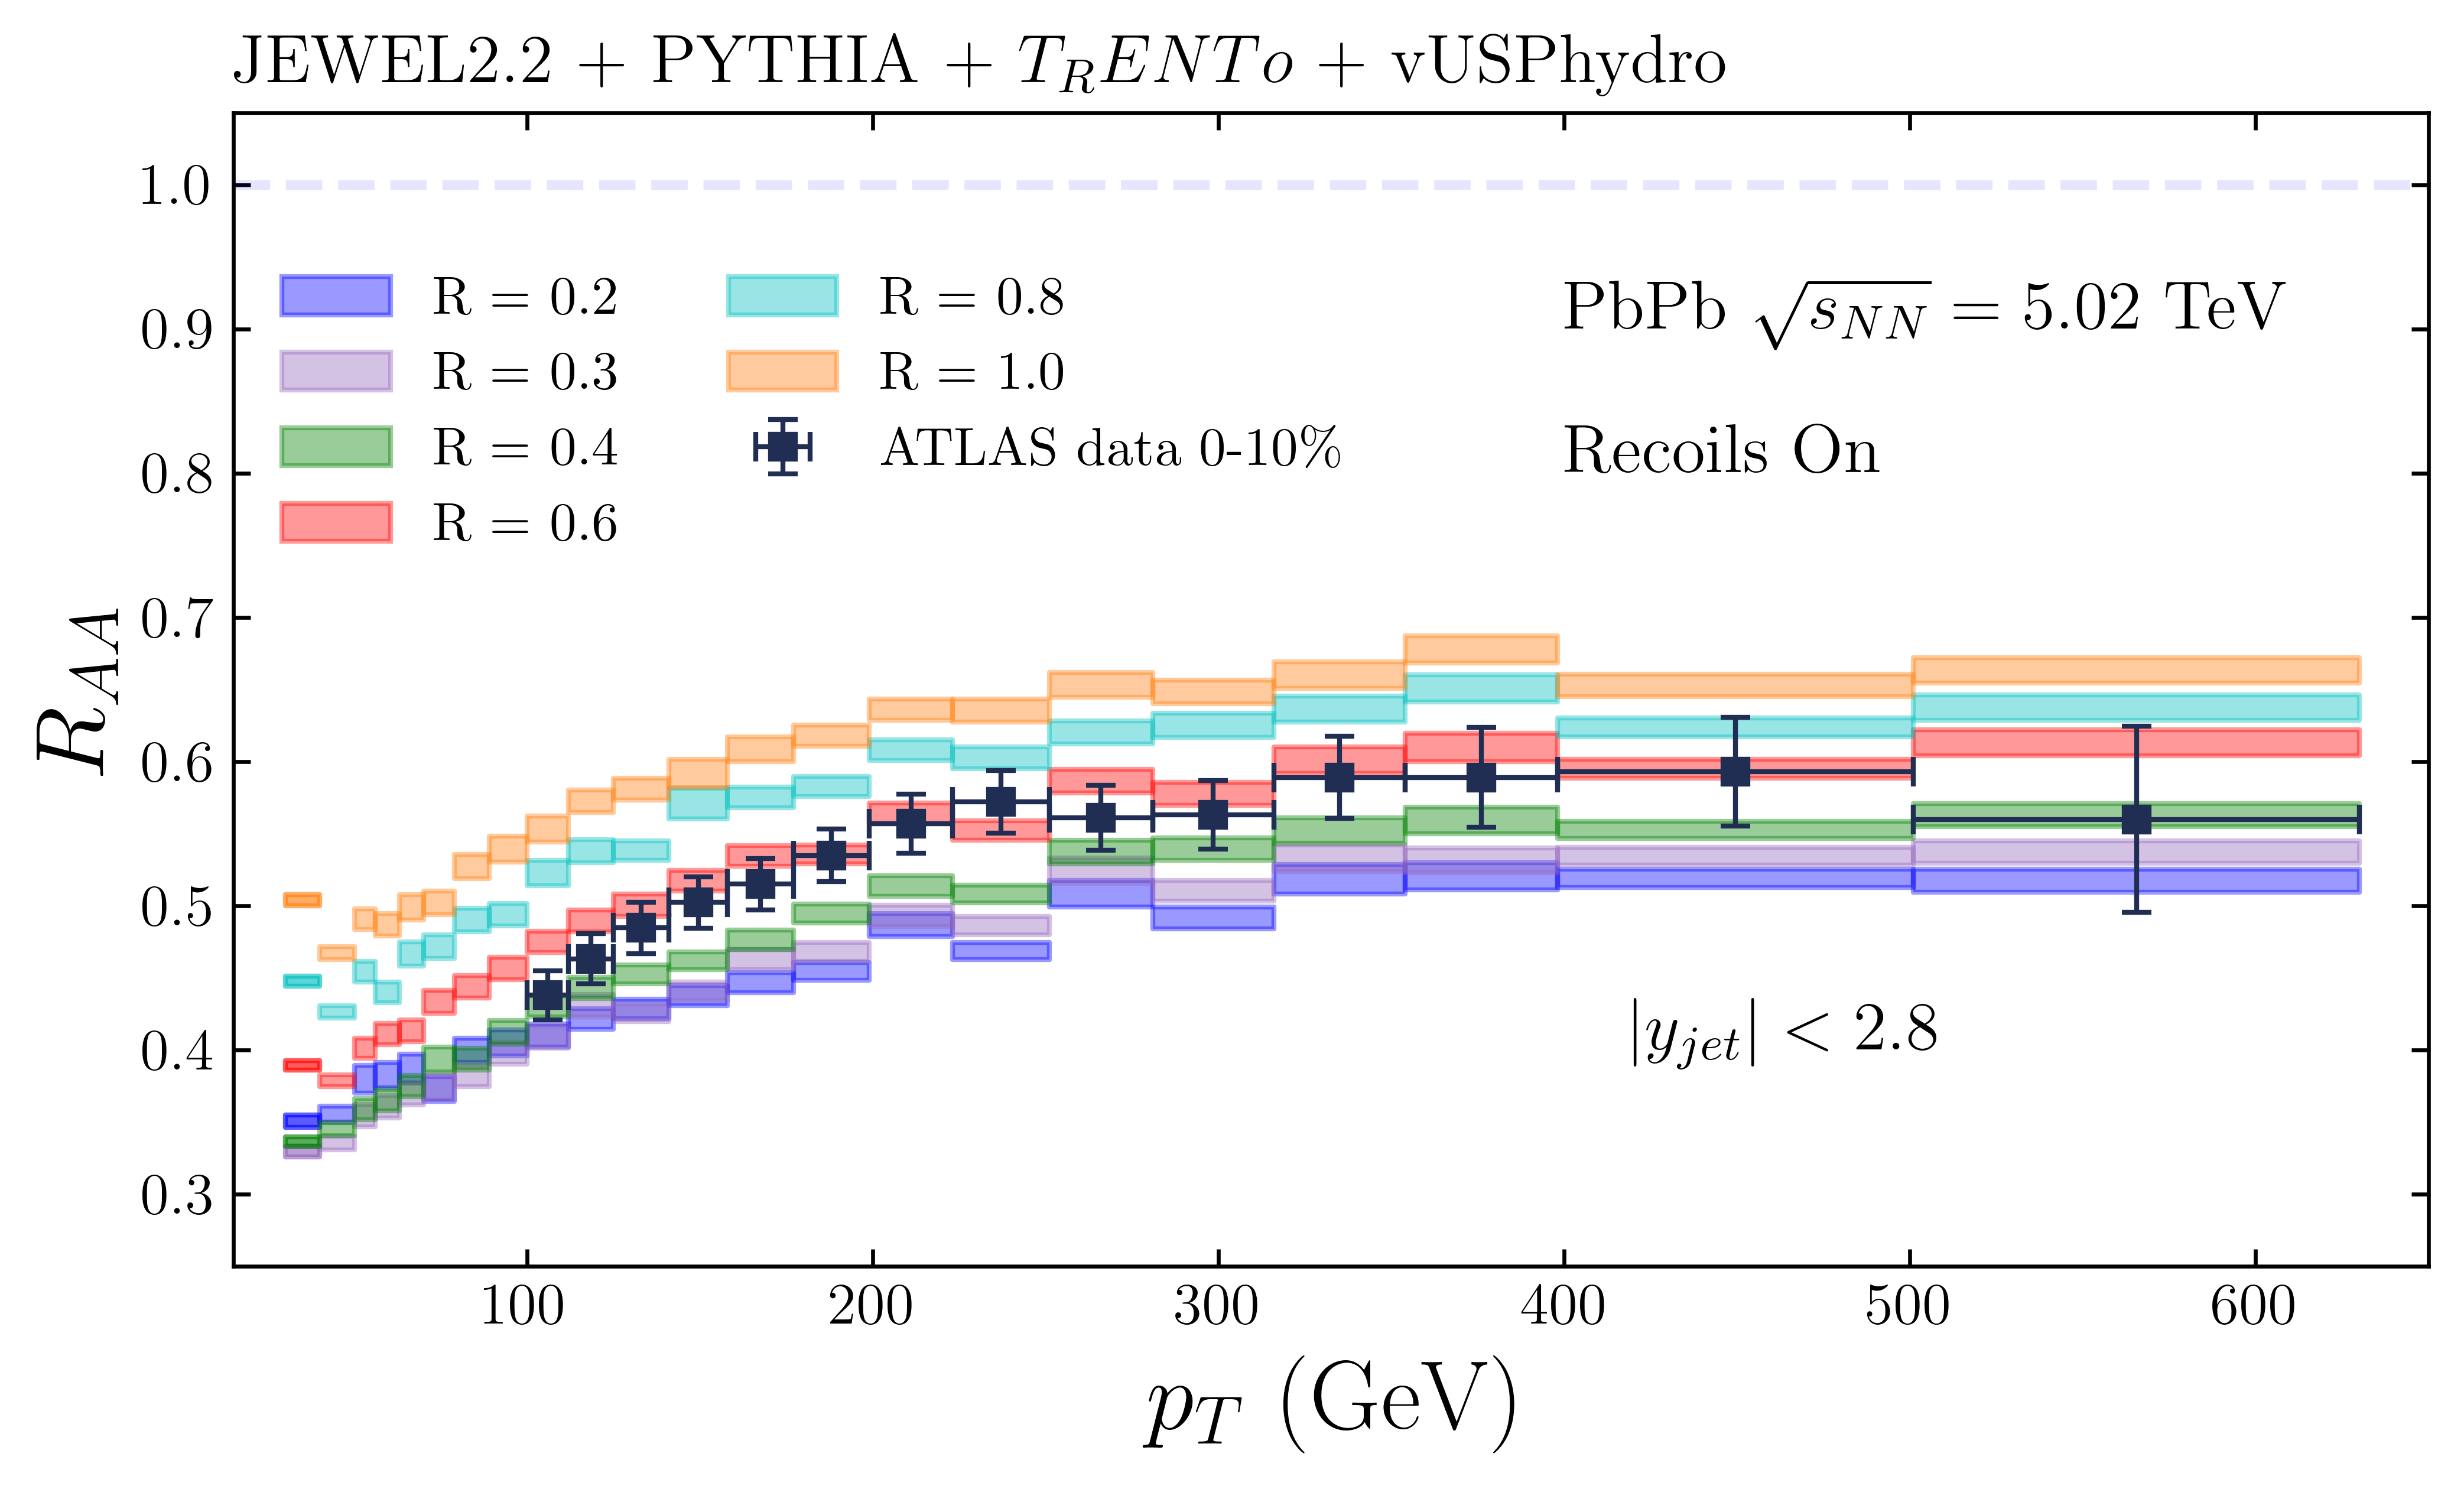 JEWEL2.2 + PYTHIA + T_RENTo + vUSPhydro
1.0
0.9
0.8
0.7
0.6
0.5
0.4
0.3
R_AA
R = 0.2
R = 0.3
R = 0.4
R = 0.6
R = 0.8
R = 1.0
ATLAS data 0-10%
PbPb √s_NN = 5.02 TeV
Recoils On
|y_jet| < 2.8
100 200 300 400 500 600
p_T (GeV)